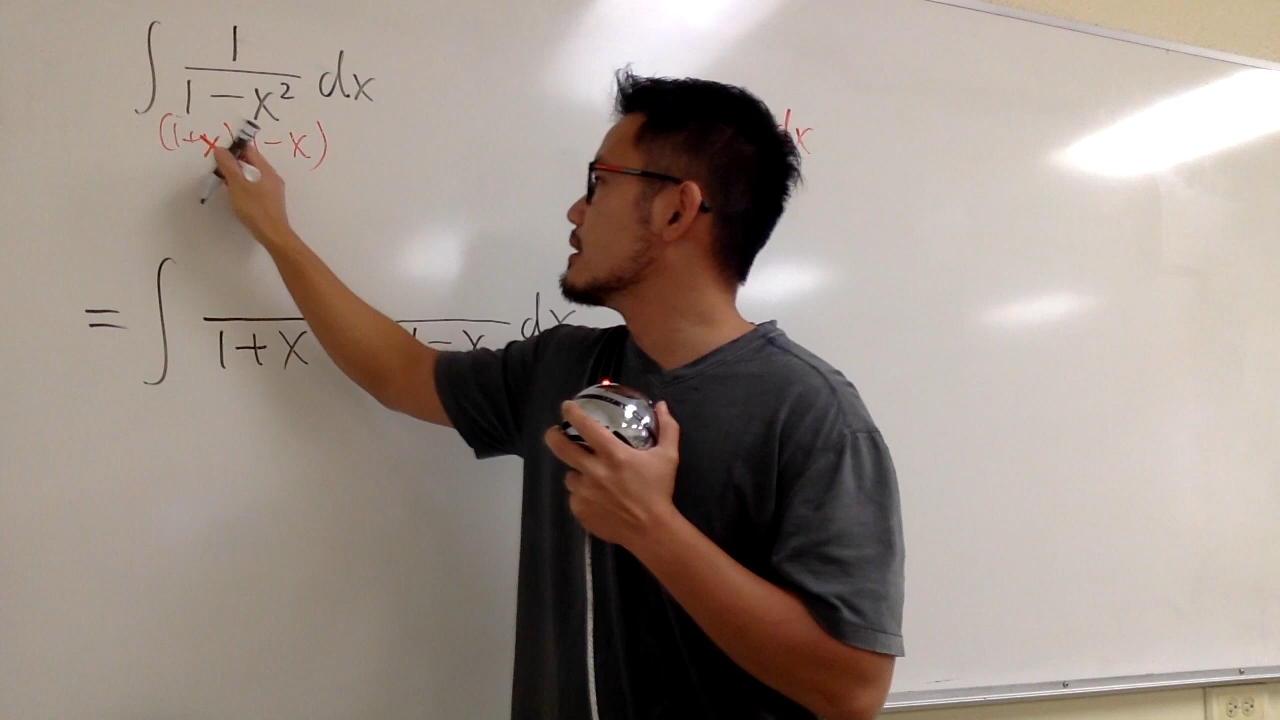 ∫ 1/(1-x²) dx
(1+x)(1-x)
dx
= ∫ ―/(1+x) ―/(1-x) dx